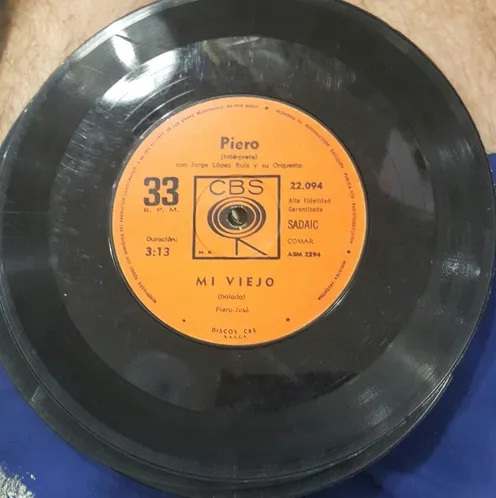 Piero
(Intérprete)
con Jorge López Ruiz y su Orquesta
33
R. P. M.
CBS
22.094
Alta Fidelidad
Garantizada
SADAIC
COMAR
Duración:
3:13
M. R.
ABM 2294
MI VIEJO
(balada)
Piero-José
DISCOS CBS
S.A.I.C.F.